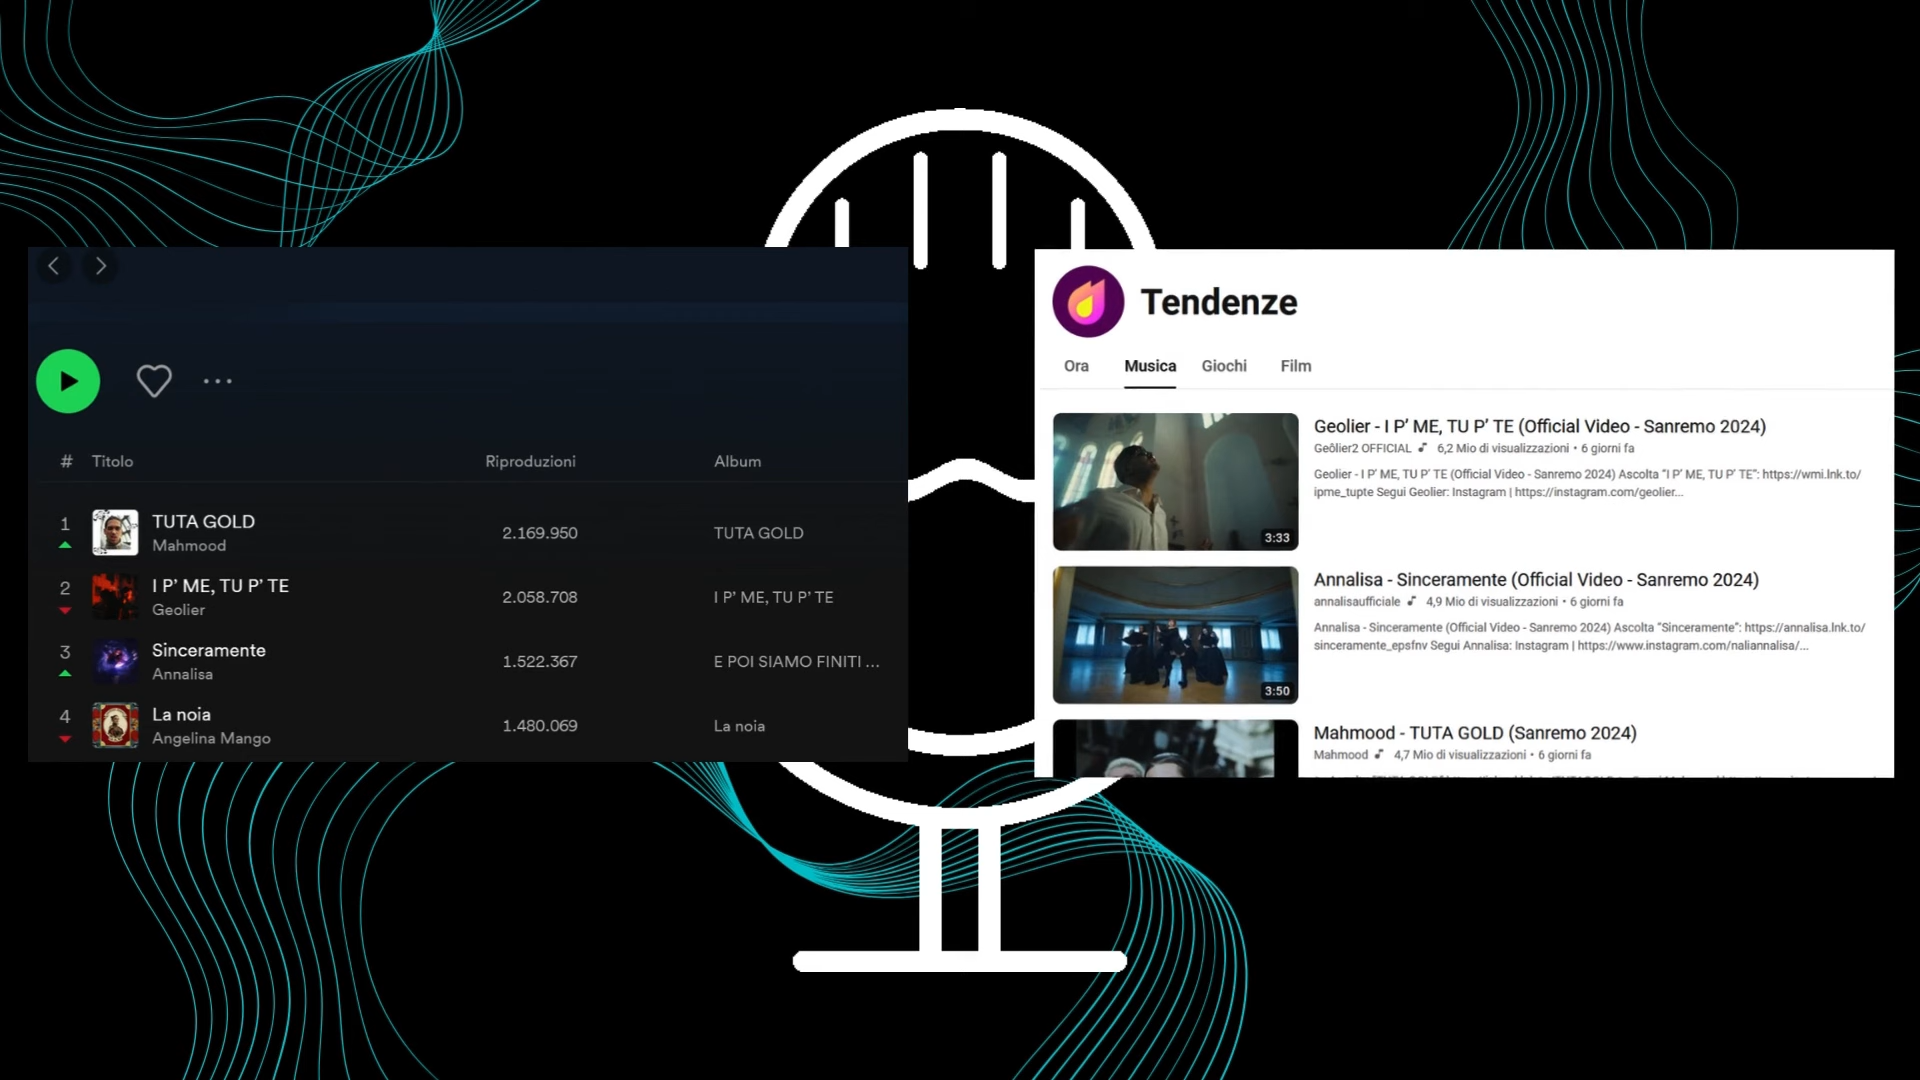 # Titolo Riproduzioni Album
1 TUTA GOLD 2.169.950 TUTA GOLD
Mahmood
2 I P’ ME, TU P’ TE 2.058.708 I P’ ME, TU P’ TE
Geolier
3 Sinceramente 1.522.367 E POI SIAMO FINITI ...
Annalisa
4 La noia 1.480.069 La noia
Angelina Mango
Tendenze
Ora Musica Giochi Film
Geolier - I P’ ME, TU P’ TE (Official Video - Sanremo 2024)
Geôlier2 OFFICIAL 6,2 Mio di visualizzazioni • 6 giorni fa
Geolier - I P’ ME, TU P’ TE (Official Video - Sanremo 2024) Ascolta “I P’ ME, TU P’ TE”: https://wmi.lnk.to/
ipme_tupte Segui Geolier: Instagram | https://instagram.com/geolier...
3:33
Annalisa - Sinceramente (Official Video - Sanremo 2024)
annalisaufficiale 4,9 Mio di visualizzazioni • 6 giorni fa
Annalisa - Sinceramente (Official Video - Sanremo 2024) Ascolta “Sinceramente”: https://annalisa.lnk.to/
sinceramente_epsfnv Segui Annalisa: Instagram | https://www.instagram.com/naliannalisa/...
3:50
Mahmood - TUTA GOLD (Sanremo 2024)
Mahmood 4,7 Mio di visualizzazioni • 6 giorni fa